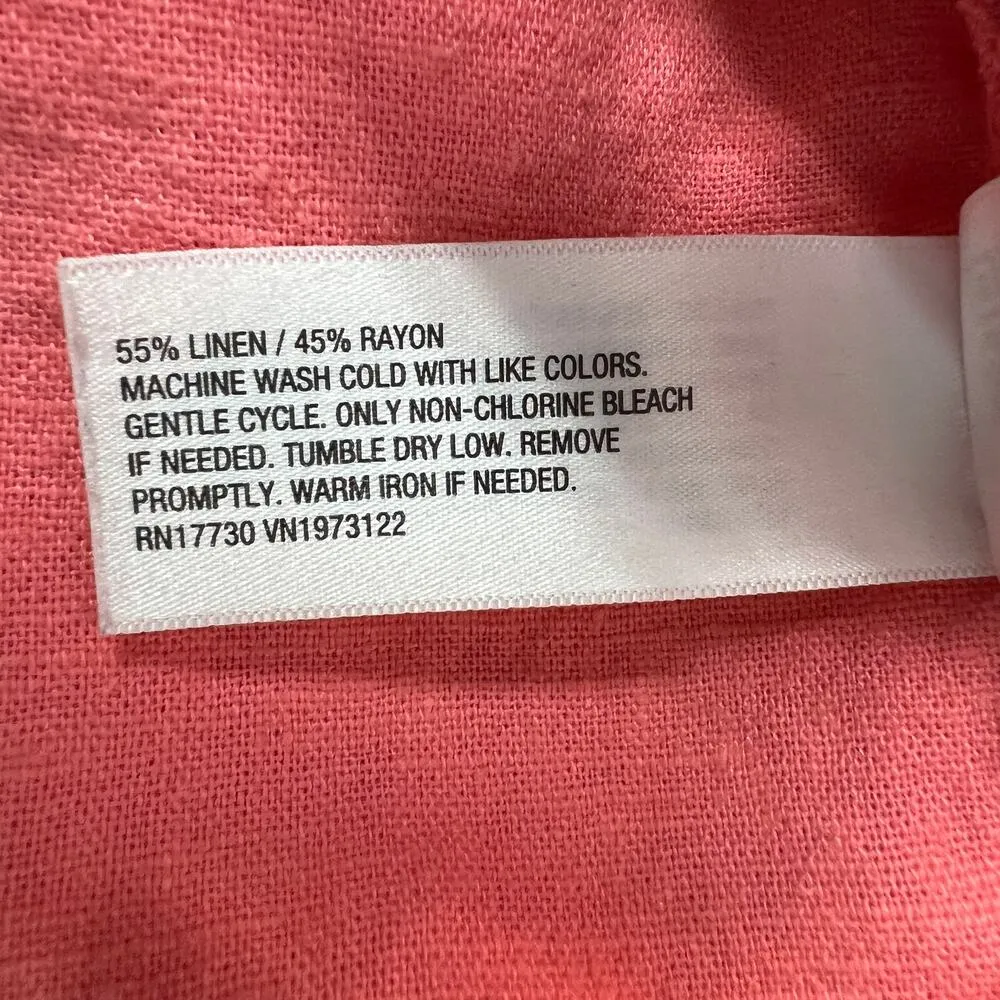 55% LINEN / 45% RAYON
MACHINE WASH COLD WITH LIKE COLORS.
GENTLE CYCLE. ONLY NON-CHLORINE BLEACH
IF NEEDED. TUMBLE DRY LOW. REMOVE
PROMPTLY. WARM IRON IF NEEDED.
RN17730 VN1973122